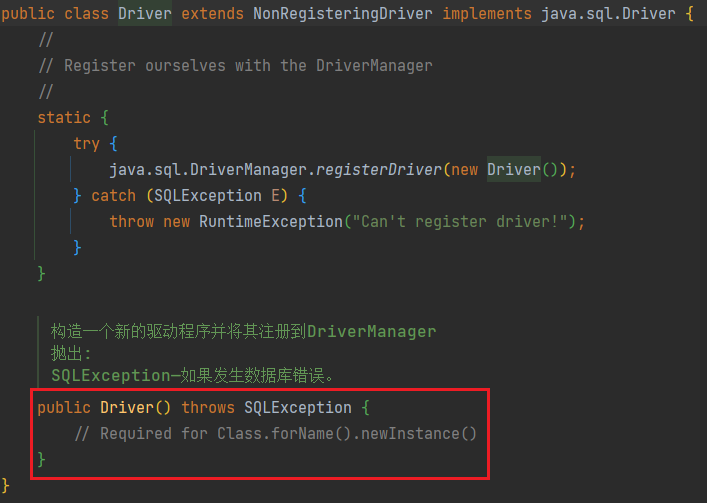 public class Driver extends NonRegisteringDriver implements java.sql.Driver {
//
// Register ourselves with the DriverManager
//
static {
try {
java.sql.DriverManager.registerDriver(new Driver());
} catch (SQLException E) {
throw new RuntimeException("Can't register driver!");
}
}
构造一个新的驱动程序并将其注册到DriverManager
抛出:
SQLException–如果发生数据库错误。
public Driver() throws SQLException {
// Required for Class.forName().newInstance()
}
}